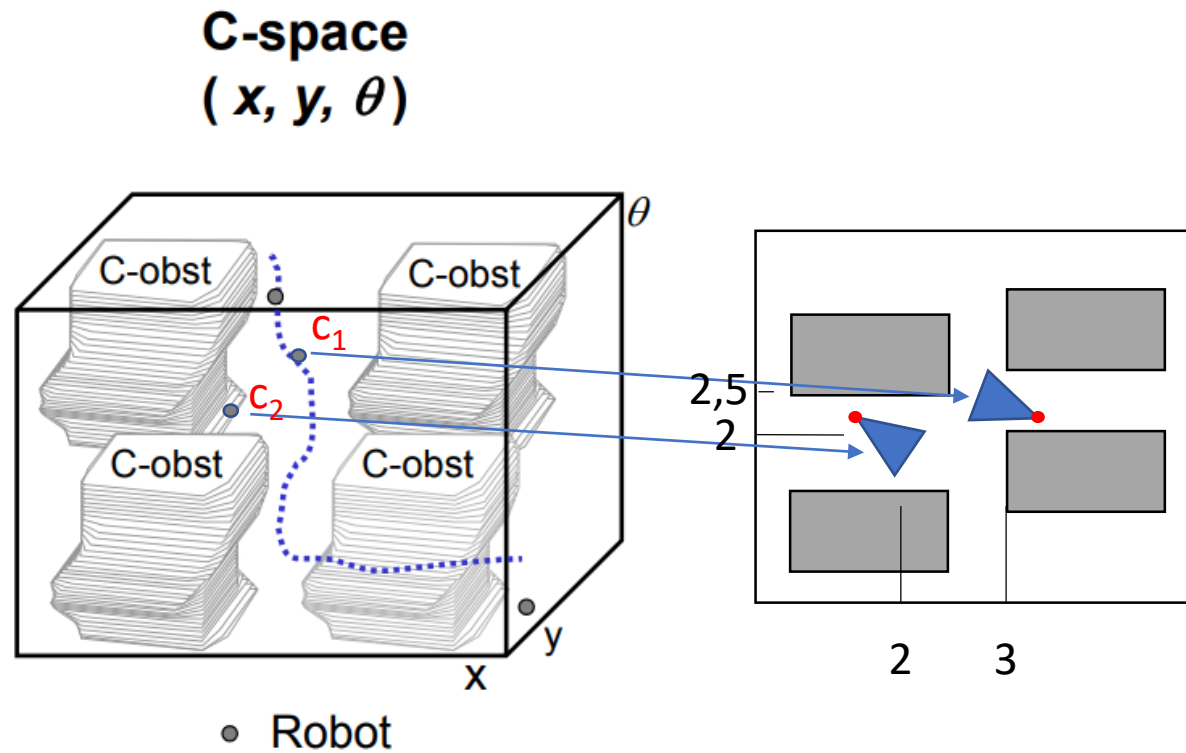 C-space
( x, y, θ )
θ
C-obst
C-obst
c₁
c₂
C-obst
C-obst
y
x
Robot
2,5
2
2
3